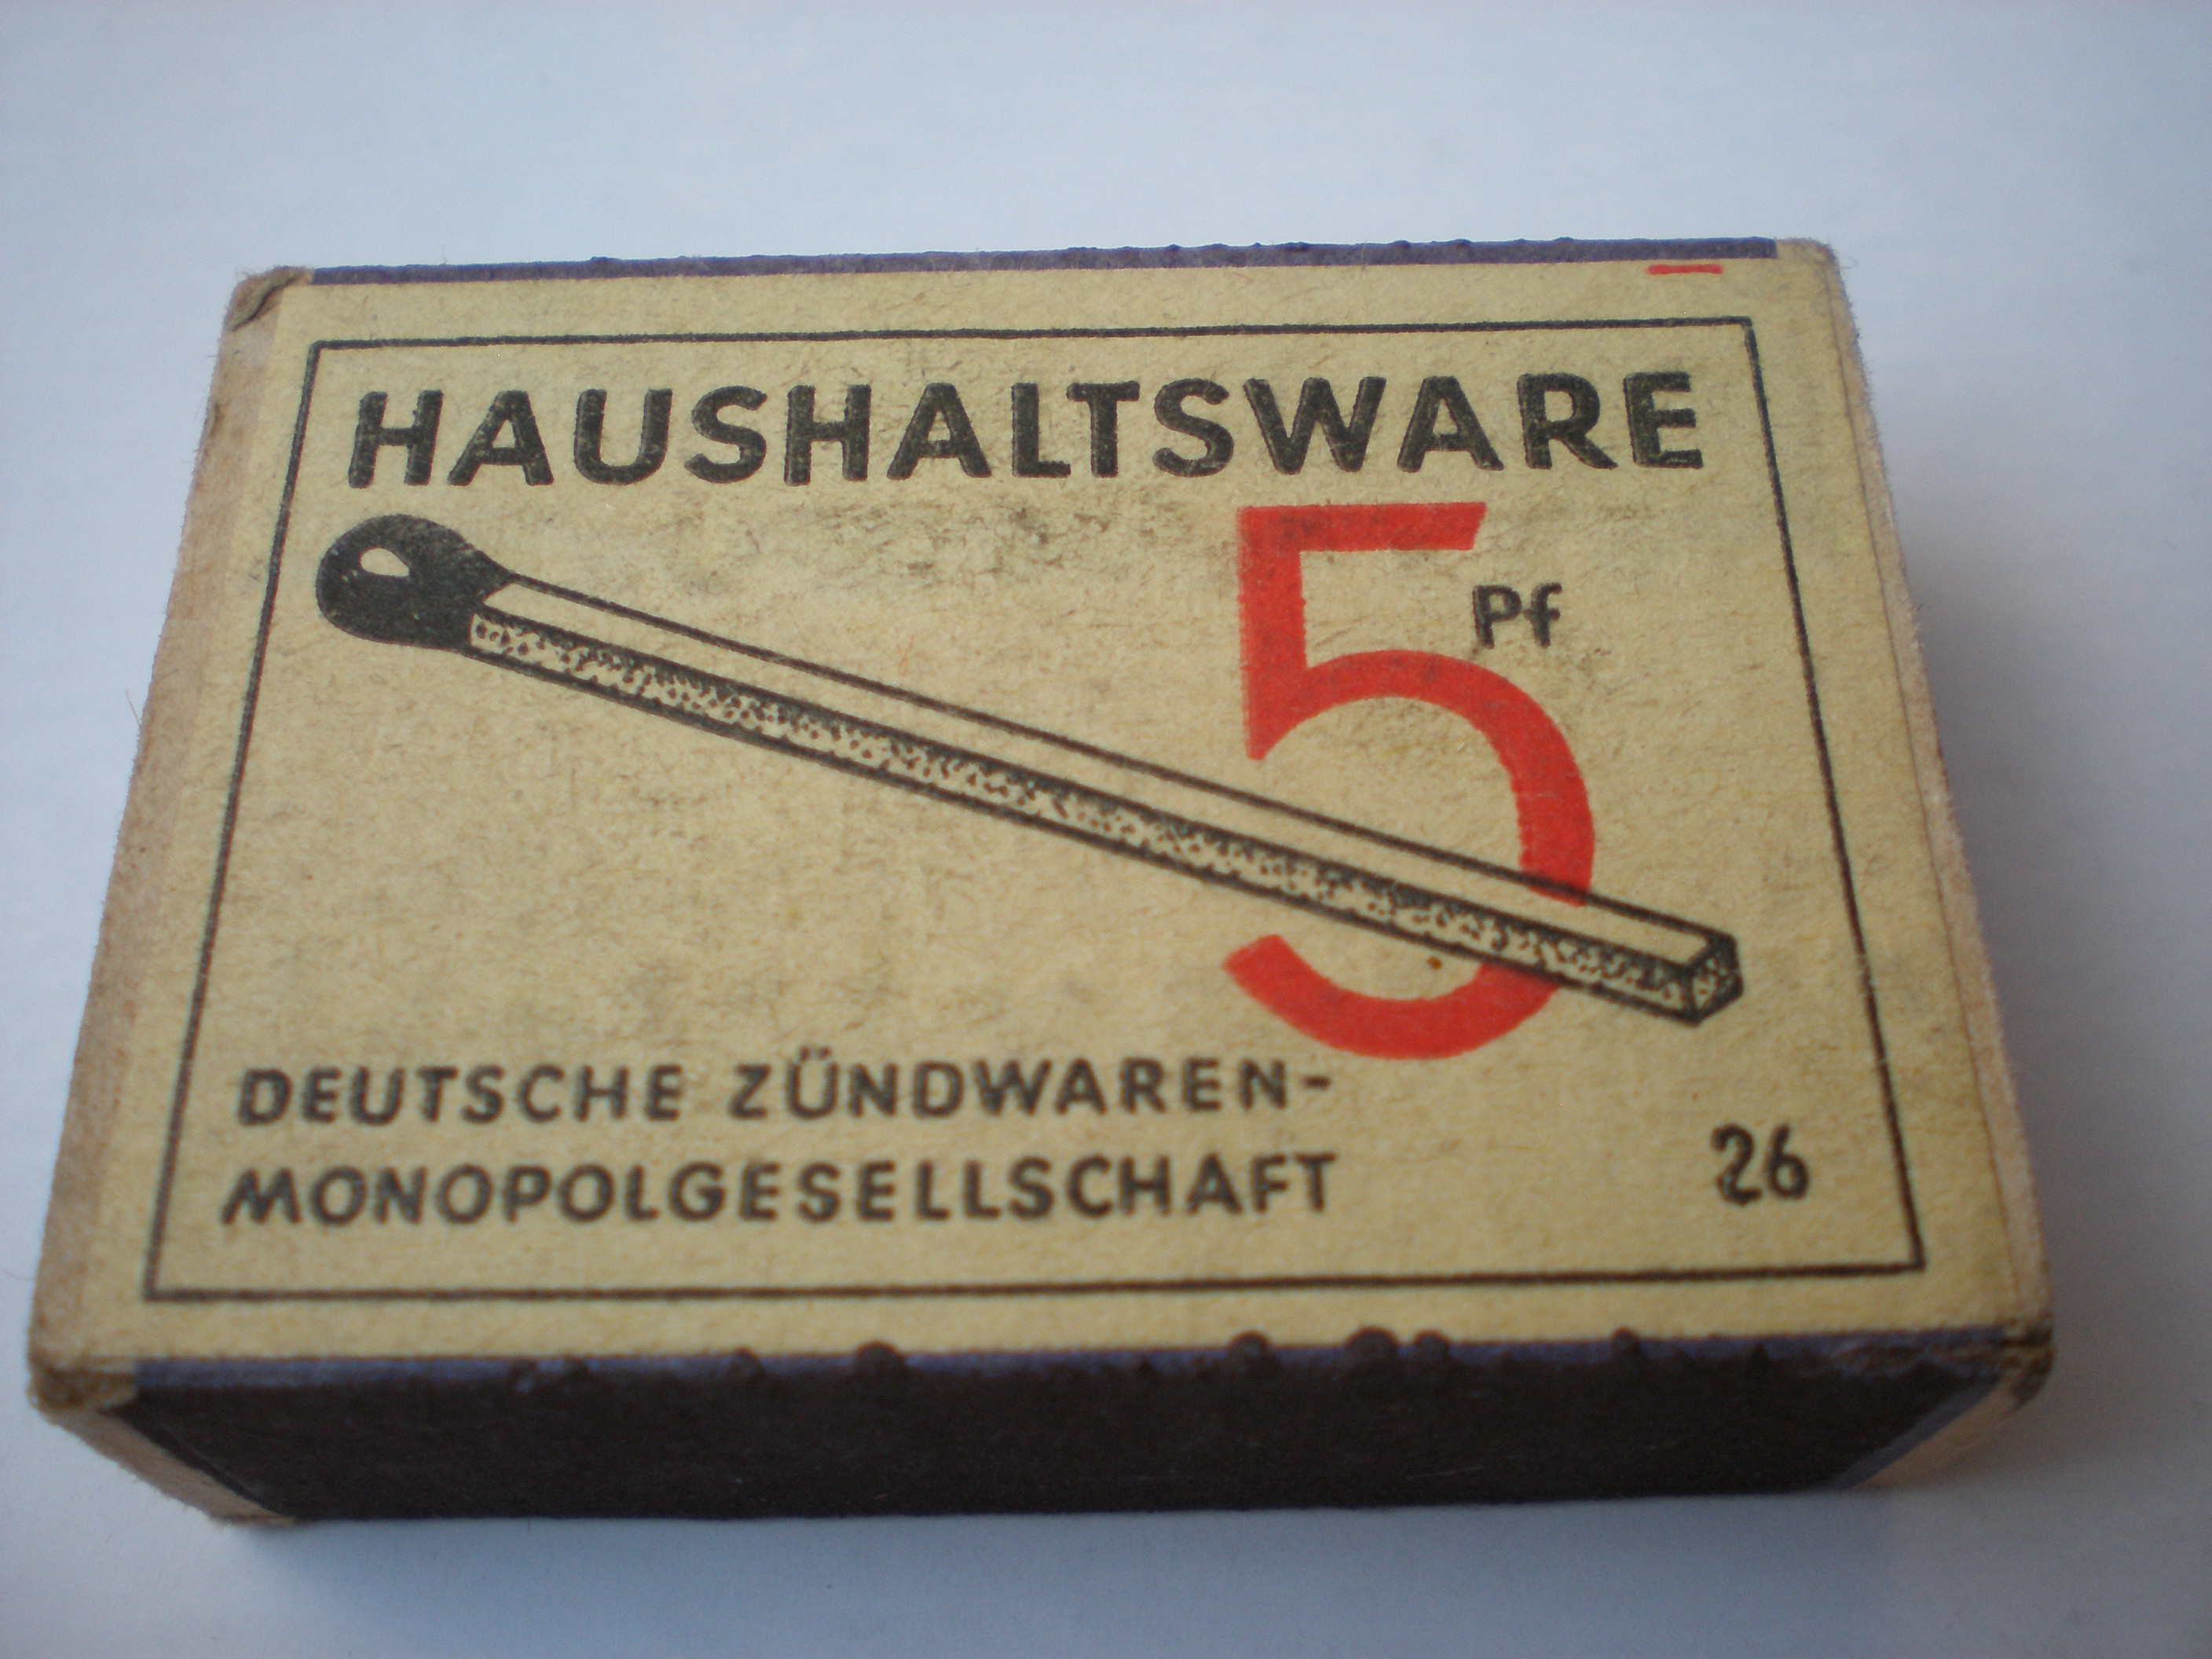 HAUSHALTSWARE
5 Pf
DEUTSCHE ZÜNDWAREN-
MONOPOLGESELLSCHAFT
26